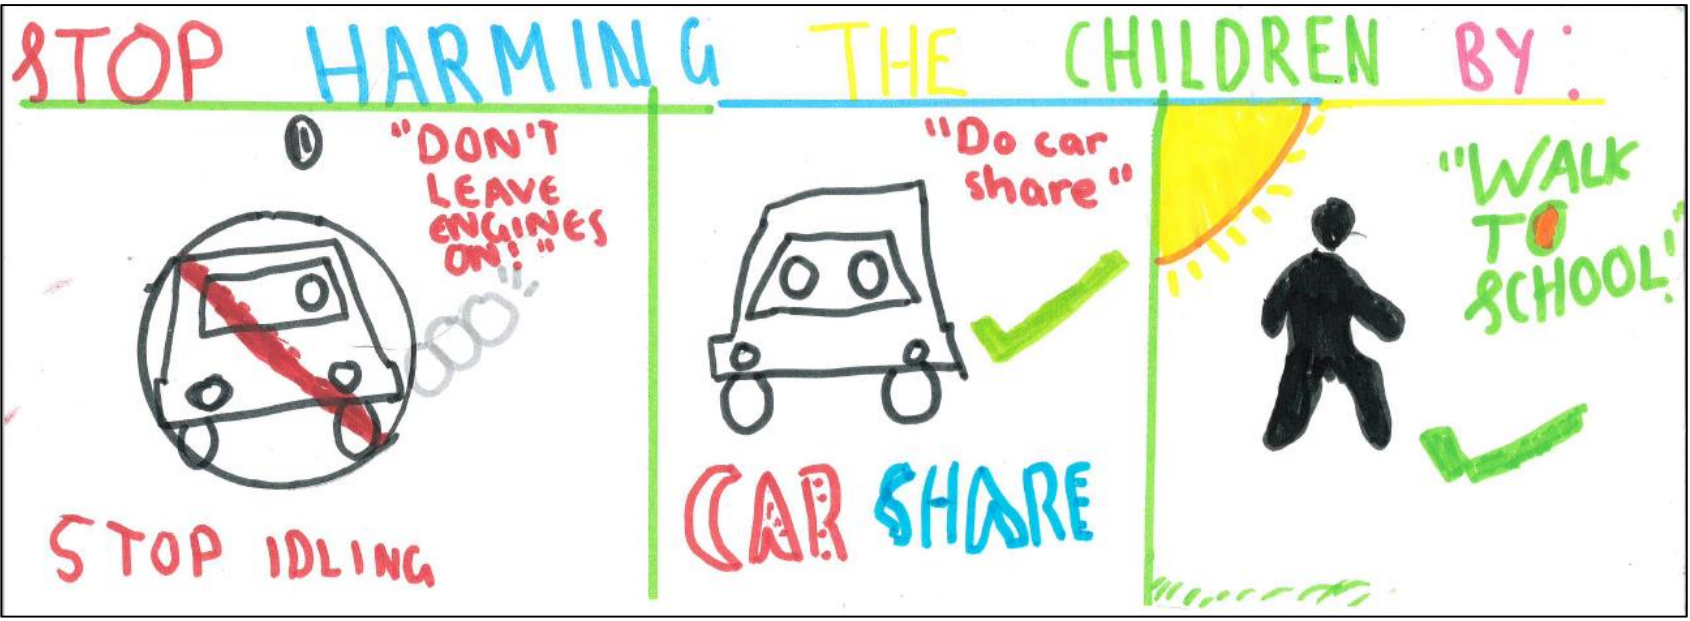 STOP HARMING THE CHILDREN BY:
"DON'T
LEAVE
ENGINES
ON!"
STOP IDLING
"Do car
share"
CAR SHARE
"WALK
TO
SCHOOL!"